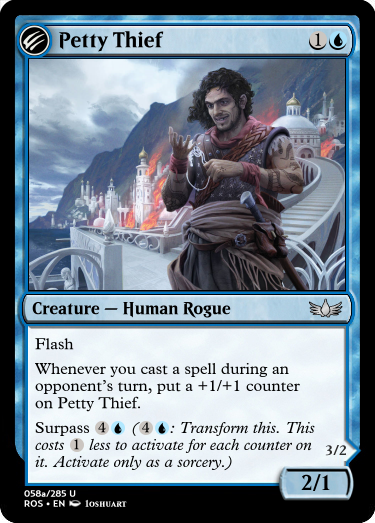 Petty Thief 1
Creature — Human Rogue
Flash
Whenever you cast a spell during an
opponent's turn, put a +1/+1 counter
on Petty Thief.
Surpass 4 (4: Transform this. This
costs 1 less to activate for each counter on
it. Activate only as a sorcery.)
3/2
2/1
058a/285 U
ROS • EN Ioshuart